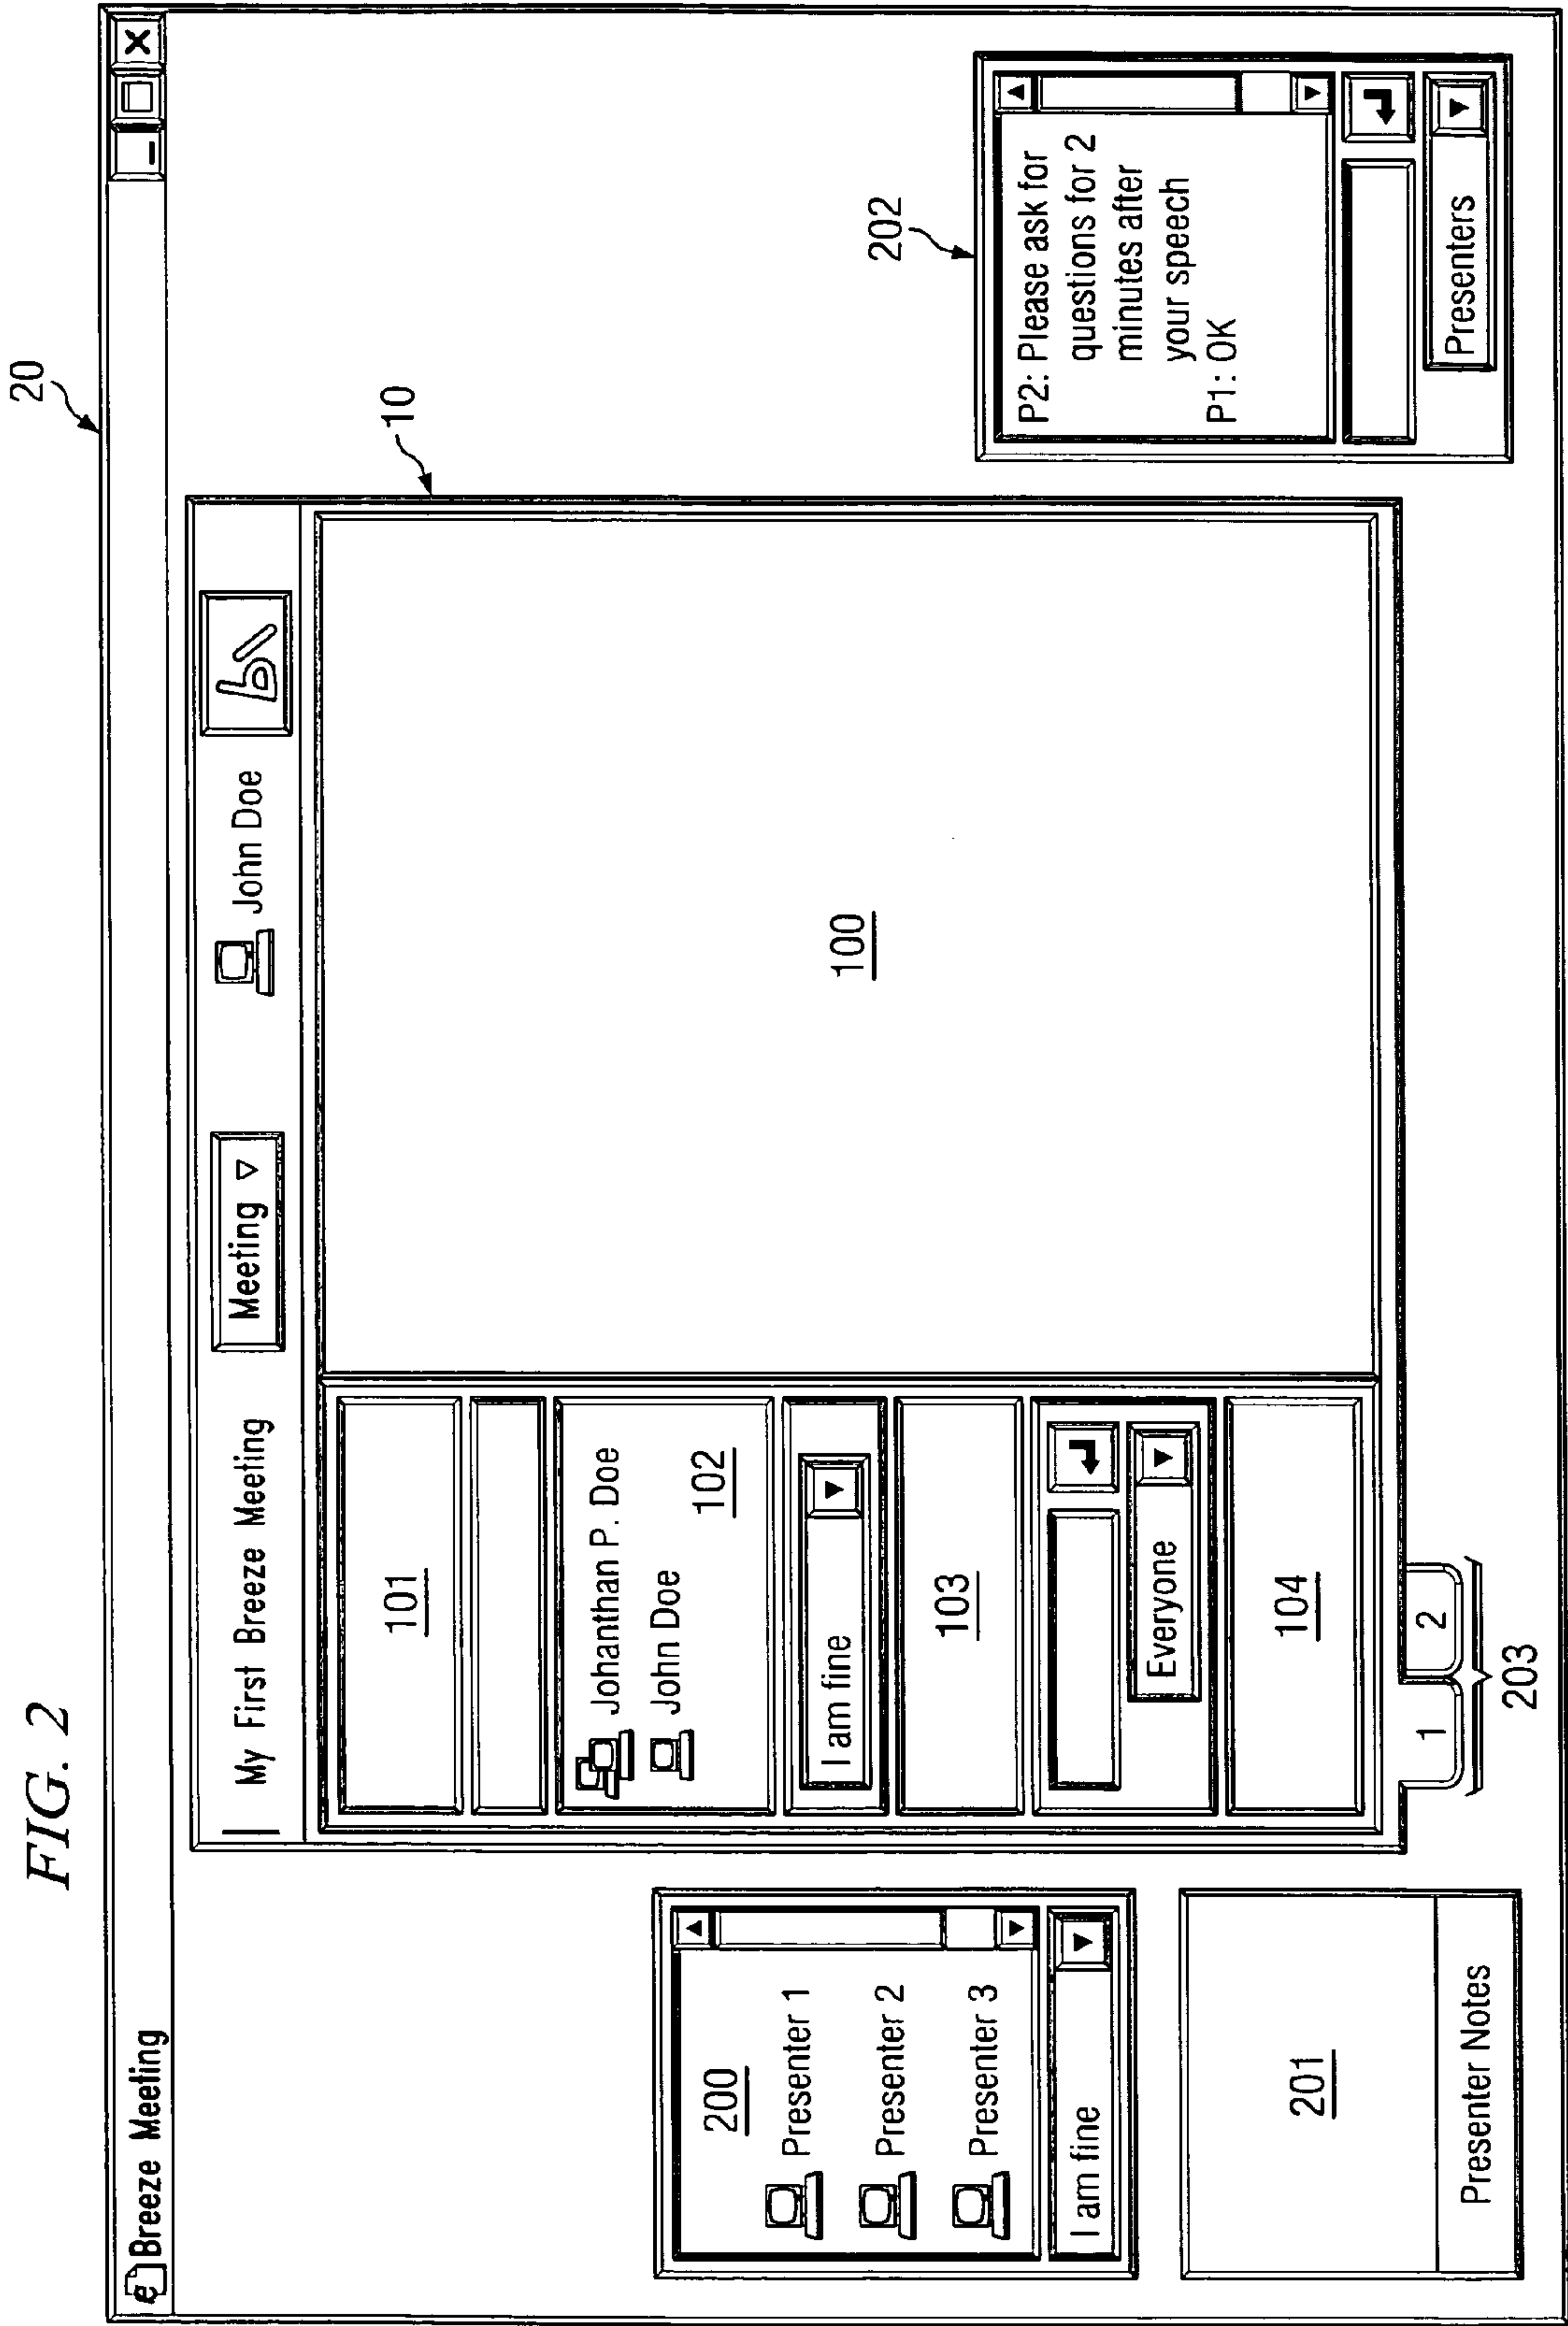 FIG. 2
20
Breeze Meeting
10
My First Breeze Meeting
Meeting
John Doe
101
Johanthan P. Doe
John Doe
102
I am fine
103
Everyone
104
100
1
2
203
200
Presenter 1
Presenter 2
Presenter 3
I am fine
201
Presenter Notes
202
P2: Please ask for
questions for 2
minutes after
your speech
P1: OK
Presenters